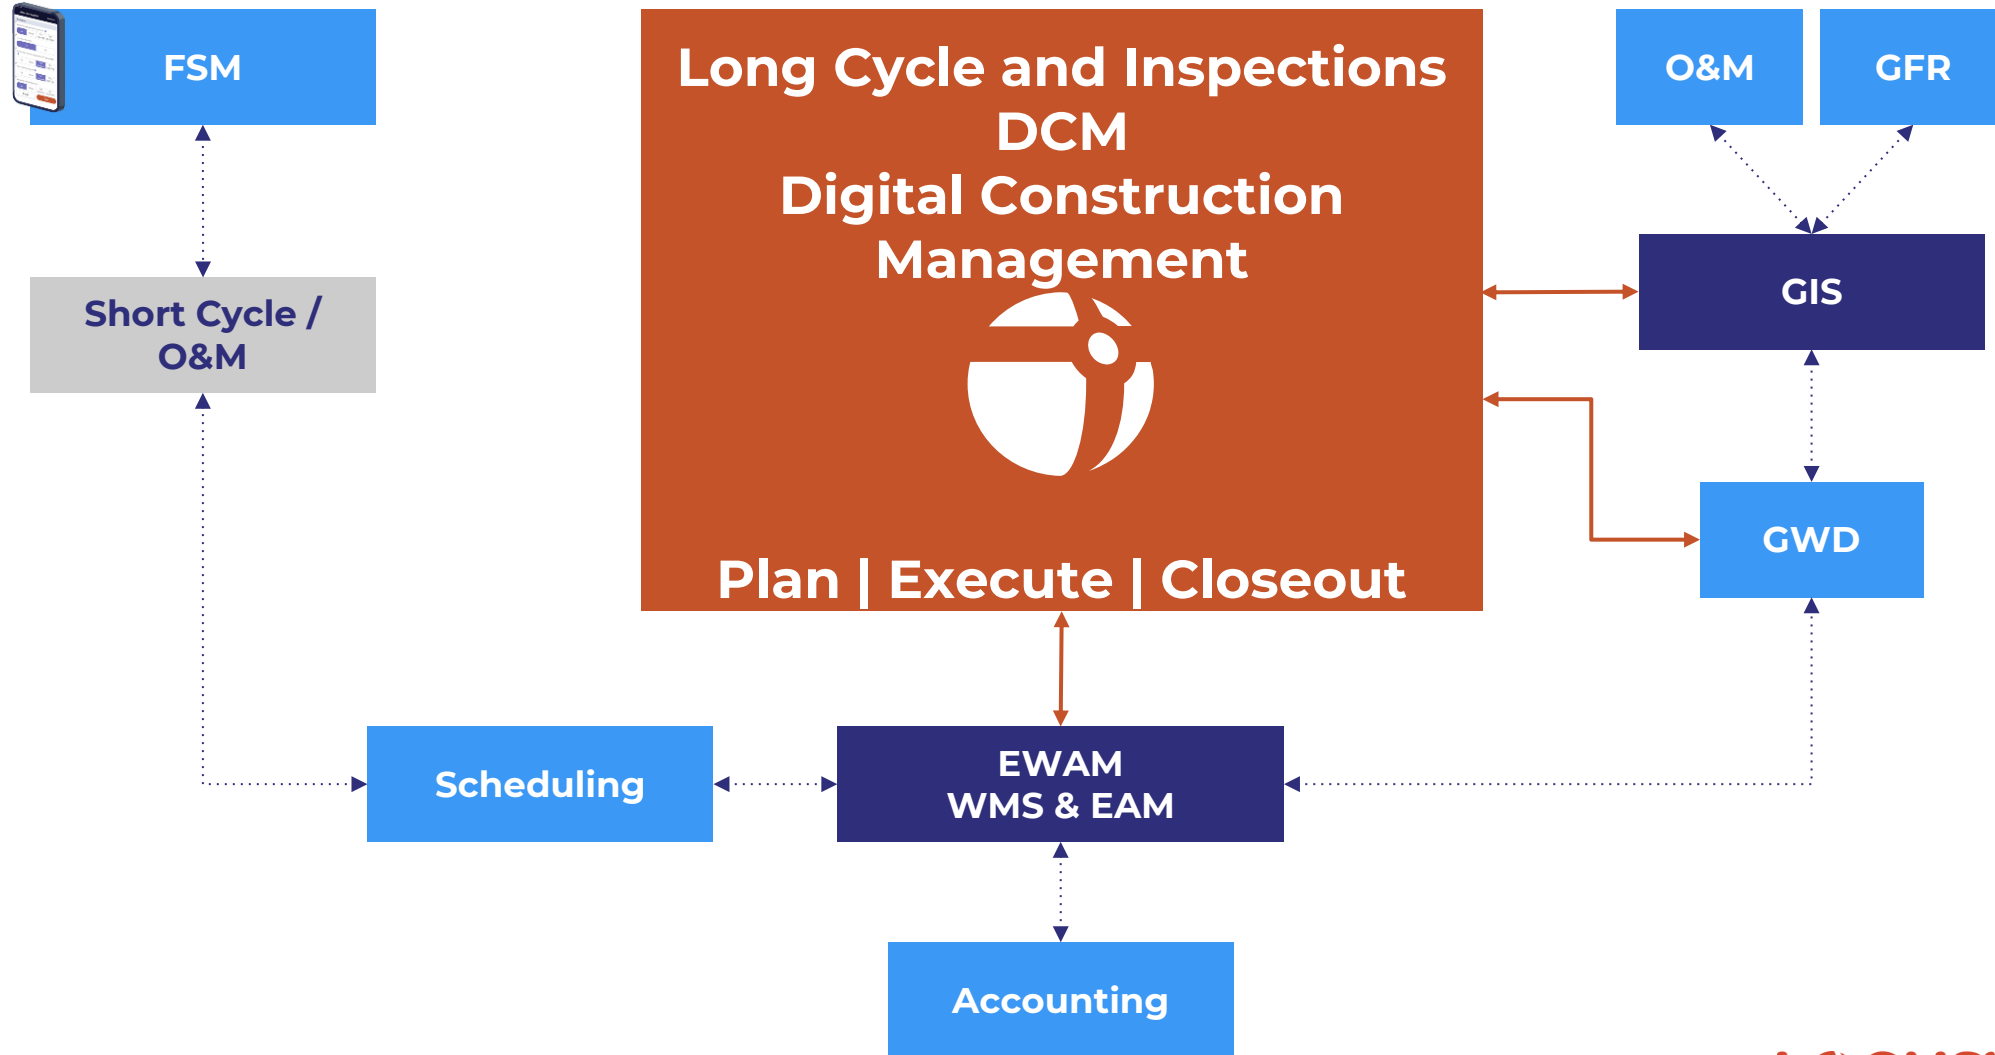 FSM
Long Cycle and Inspections
DCM
Digital Construction
Management
O&M
GFR
Short Cycle /
O&M
GIS
GWD
Plan | Execute | Closeout
Scheduling
EWAM
WMS & EAM
Accounting